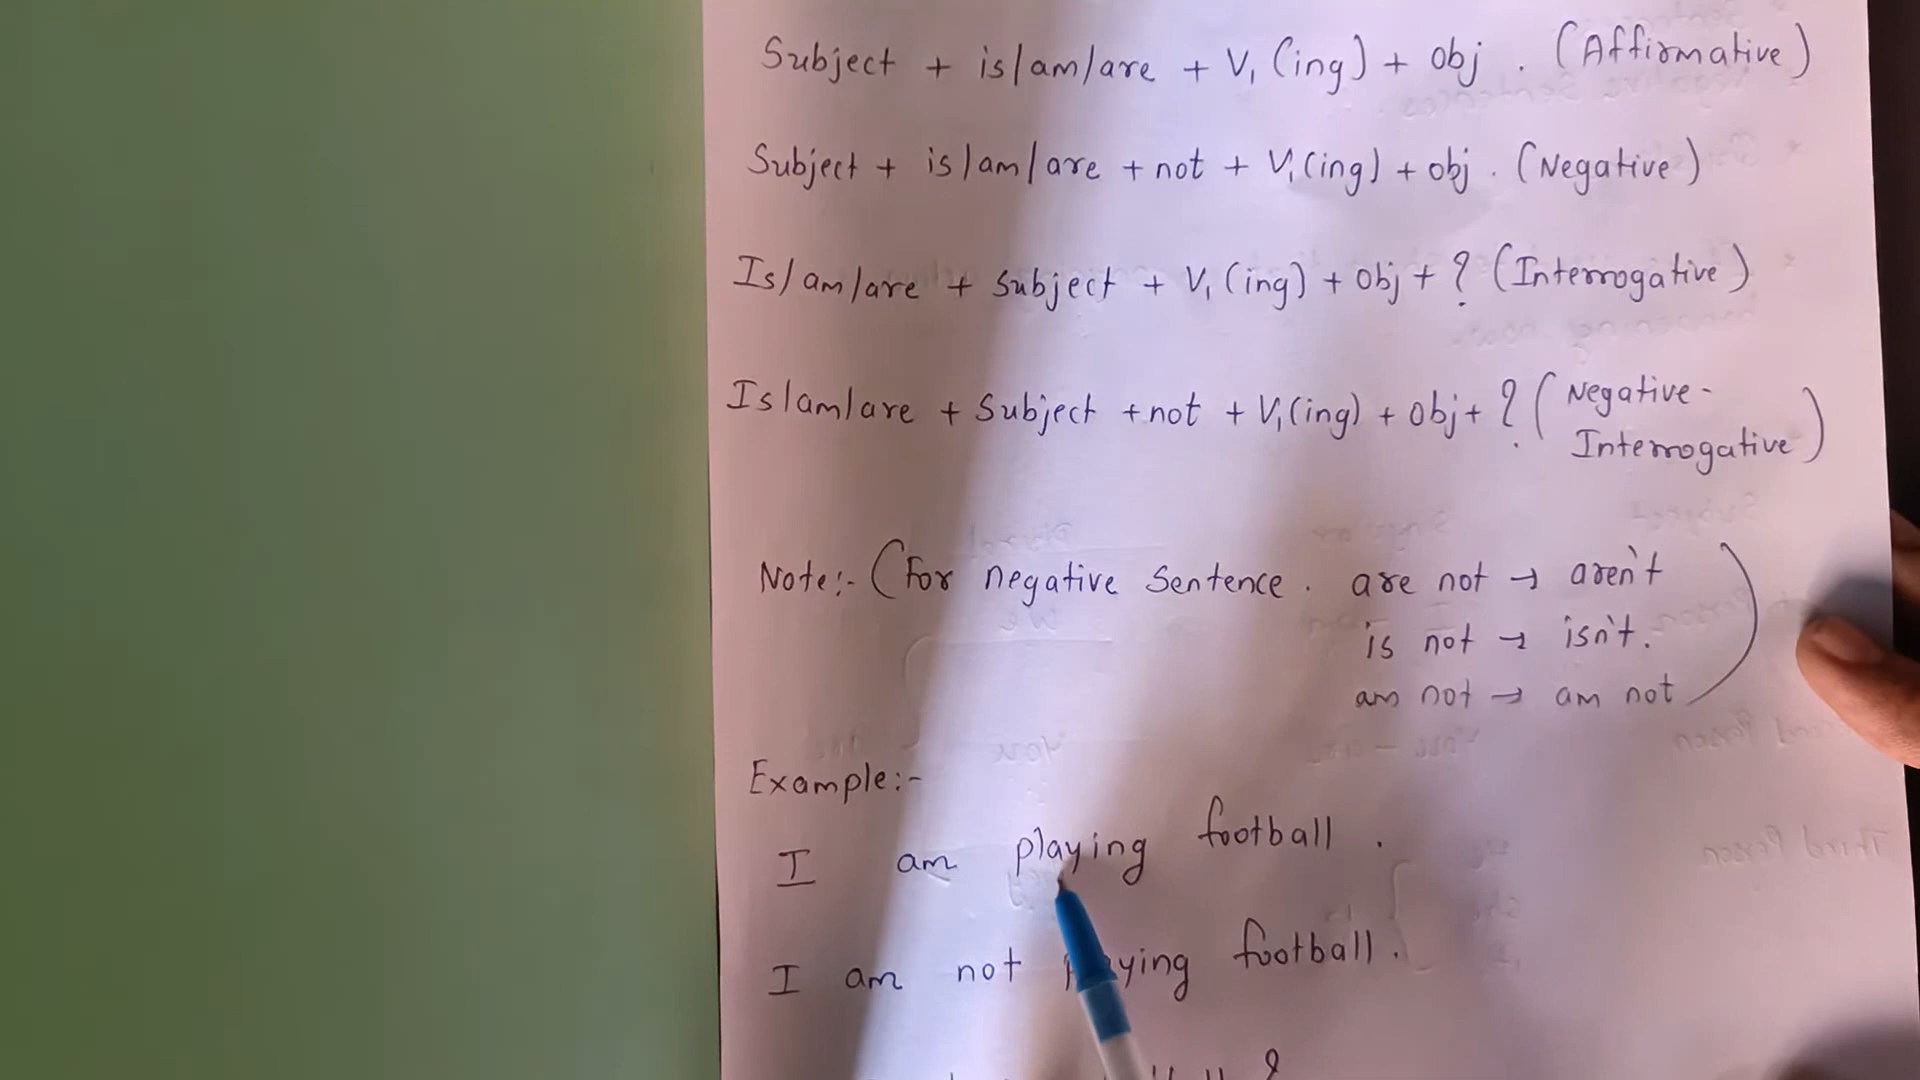 Subject + is/am/are + V₁ (ing) + obj . (Affirmative)
Subject + is/am/are + not + V₁(ing) + obj . (Negative)
Is/am/are + Subject + V₁ (ing) + obj + ? (Interrogative)
Is/am/are + Subject + not + V₁(ing) + obj + ? (Negative-
Interrogative)
Note:- (For negative Sentence . are not → aren't
is not → isn't.
am not → am not)
Example:-
I am playing football .
I am not playing football .